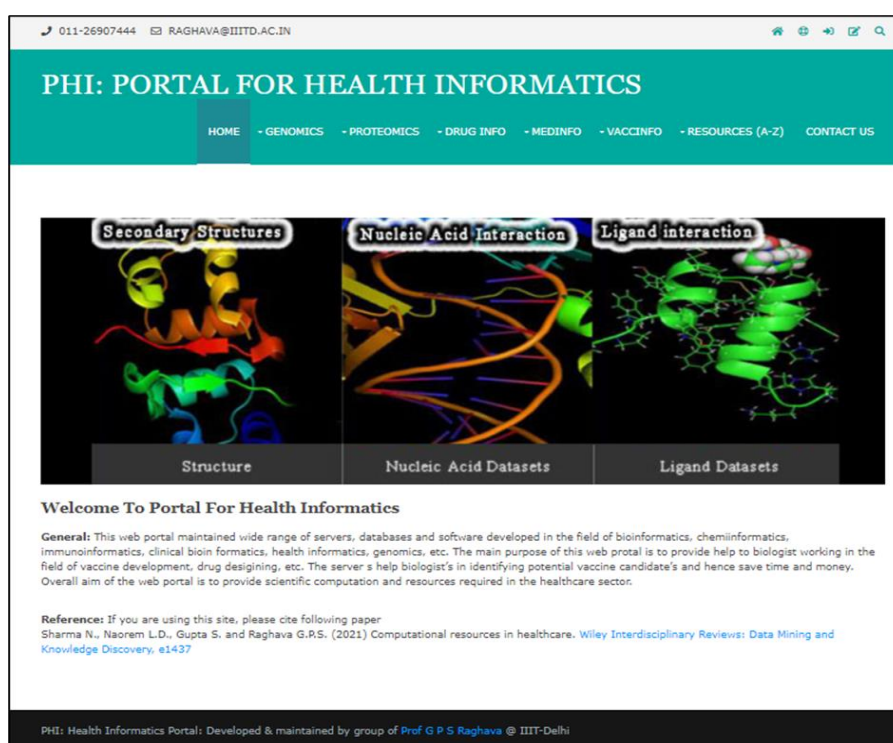 011-26907444 RAGHAVA@IIITD.AC.IN
PHI: PORTAL FOR HEALTH INFORMATICS
HOME - GENOMICS - PROTEOMICS - DRUG INFO - MEDINFO - VACCINFO - RESOURCES (A-Z) CONTACT US
Secondary Structures Nucleic Acid Interaction Ligand interaction
Structure Nucleic Acid Datasets Ligand Datasets
Welcome To Portal For Health Informatics
General: This web portal maintained wide range of servers, databases and software developed in the field of bioinformatics, chemiinformatics,
immunoinformatics, clinical bioin formatics, health informatics, genomics, etc. The main purpose of this web protal is to provide help to biologist working in the
field of vaccine development, drug desigining, etc. The server s help biologist's in identifying potential vaccine candidate's and hence save time and money.
Overall aim of the web portal is to provide scientific computation and resources required in the healthcare sector.
Reference: If you are using this site, please cite following paper
Sharma N., Naorem L.D., Gupta S. and Raghava G.P.S. (2021) Computational resources in healthcare. Wiley Interdisciplinary Reviews: Data Mining and
Knowledge Discovery, e1437
PHI: Health Informatics Portal: Developed & maintained by group of Prof G P S Raghava @ IIIT-Delhi